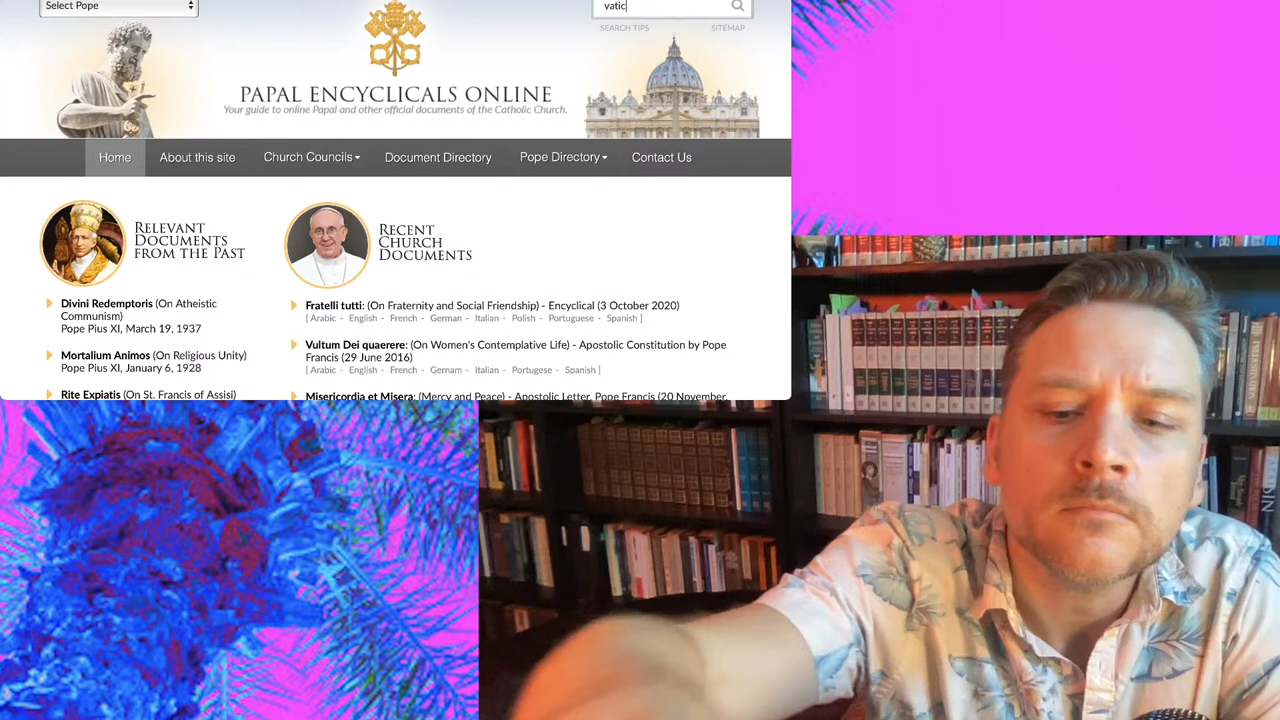 Select Pope
vatic
SEARCH TIPS
SITEMAP
PAPAL ENCYCLICALS ONLINE
Your guide to online Papal and other official documents of the Catholic Church.
Home
About this site
Church Councils
Document Directory
Pope Directory
Contact Us
RELEVANT
DOCUMENTS
FROM THE PAST
Divini Redemptoris (On Atheistic
Communism)
Pope Pius XI, March 19, 1937
Mortalium Animos (On Religious Unity)
Pope Pius XI, January 6, 1928
Rite Expiatis (On St. Francis of Assisi)
RECENT
CHURCH
DOCUMENTS
Fratelli tutti: (On Fraternity and Social Friendship) - Encyclical (3 October 2020)
[ Arabic - English - French - German - Italian - Polish - Portuguese - Spanish ]
Vultum Dei quaerere: (On Women's Contemplative Life) - Apostolic Constitution by Pope
Francis (29 June 2016)
[ Arabic - English - French - Gernam - Italian - Portugese - Spanish ]
Misericordia et Misera: (Mercy and Peace) - Apostolic Letter, Pope Francis (20 November,